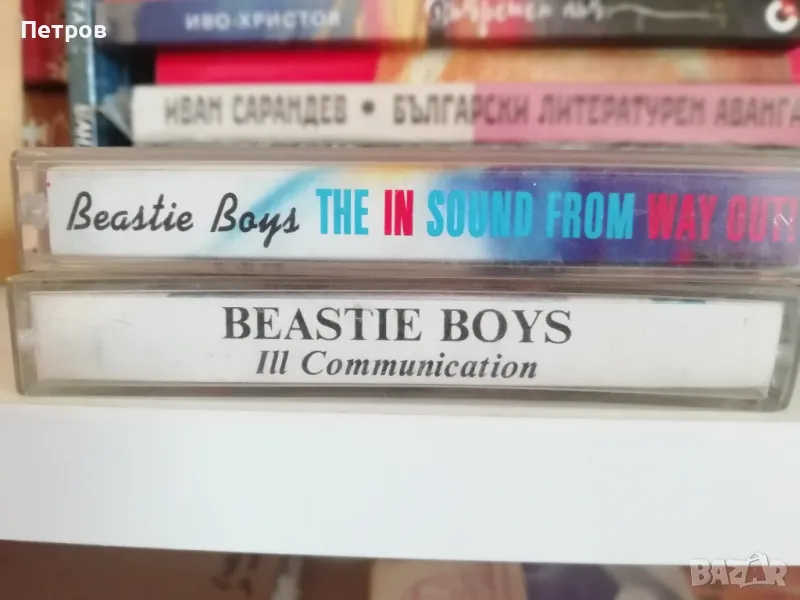 Петров
ИВО ХРИСТОВ
ИВАН САРАНДЕВ • БЪЛГАРСКИ ЛИТЕРАТУРЕН АВАНГА
Beastie Boys THE IN SOUND FROM WAY OUT!
BEASTIE BOYS
Ill Communication
BAZAR